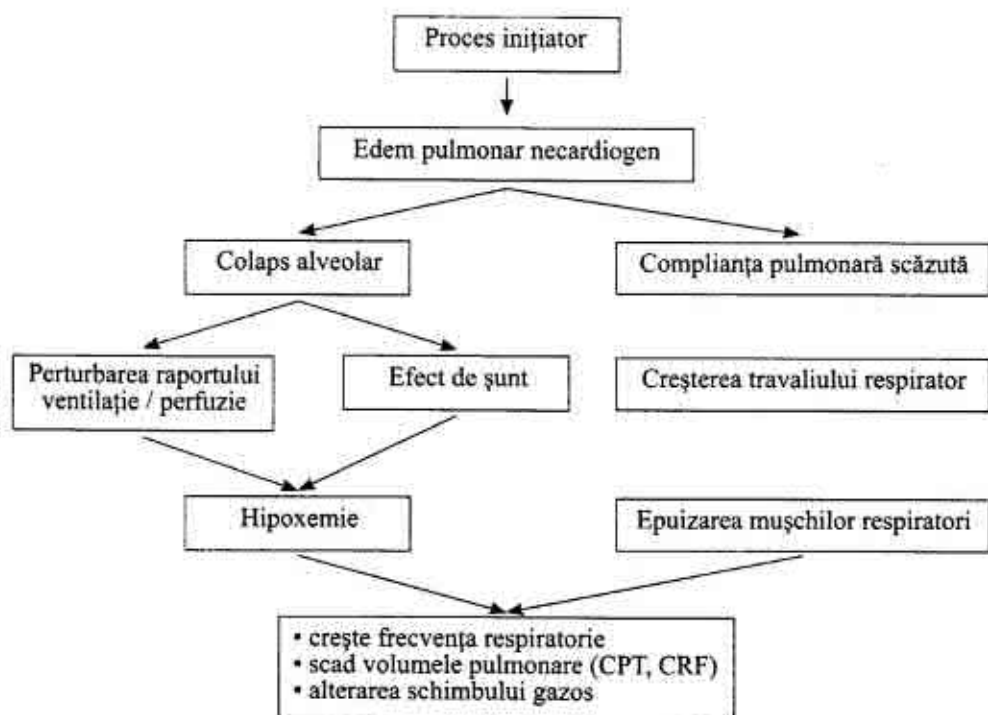 Proces inițiator
Edem pulmonar necardiogen
Colaps alveolar
Complianța pulmonară scăzută
Perturbarea raportului
ventilație / perfuzie
Efect de șunt
Creșterea travaliului respirator
Hipoxemie
Epuizarea mușchilor respiratori
▪ crește frecvența respiratorie
▪ scad volumele pulmonare (CPT, CRF)
▪ alterarea schimbului gazos